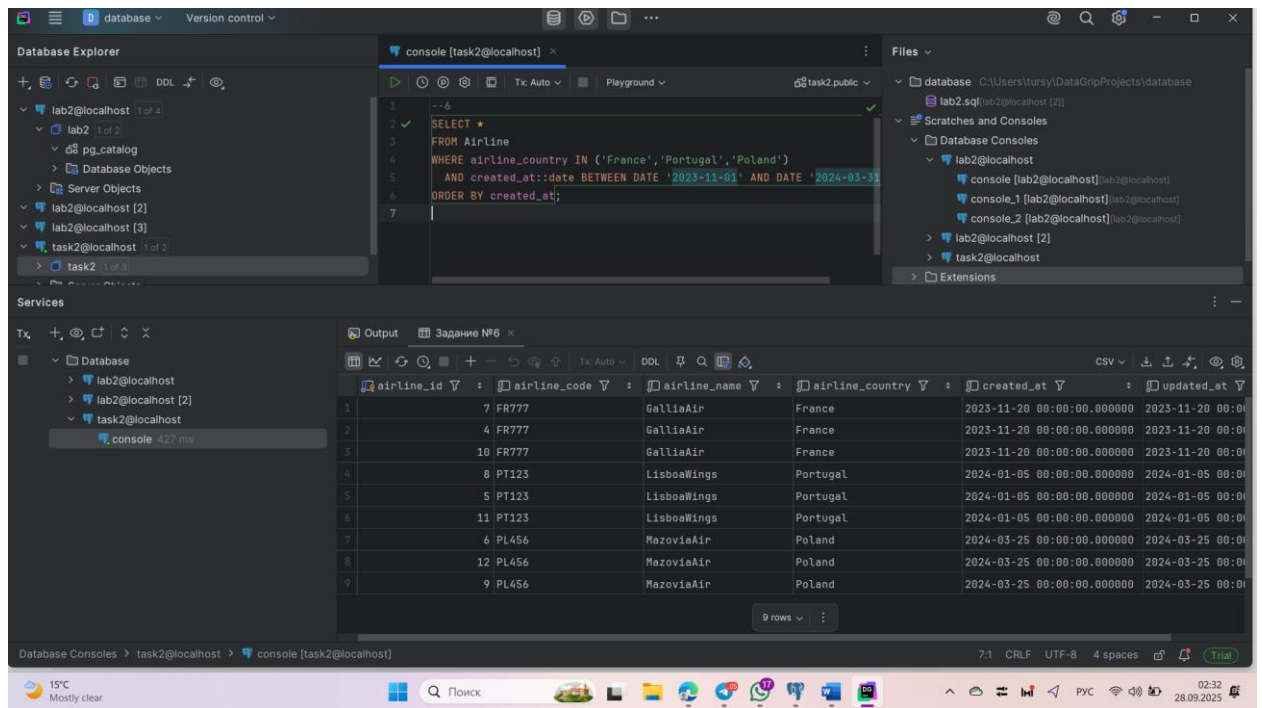 D database Version control
Database Explorer
DDL
lab2@localhost 1 of 4
lab2 1 of 2
pg_catalog
Database Objects
Server Objects
lab2@localhost [2]
lab2@localhost [3]
task2@localhost 1 of 2
task2 1 of 3
console [task2@localhost]
Tx: Auto Playground task2.public
1 --6
2 SELECT *
3 FROM Airline
4 WHERE airline_country IN ('France','Portugal','Poland')
5 AND created_at::date BETWEEN DATE '2023-11-01' AND DATE '2024-03-31
6 ORDER BY created_at;
7
Files
database C:\Users\tursy\DataGripProjects\database
lab2.sql [lab2@localhost [2]]
Scratches and Consoles
Database Consoles
lab2@localhost
console [lab2@localhost] [lab2@localhost]
console_1 [lab2@localhost] [lab2@localhost]
console_2 [lab2@localhost] [lab2@localhost]
lab2@localhost [2]
task2@localhost
Extensions
Services
Tx
Database
lab2@localhost
lab2@localhost [2]
task2@localhost
console 427 ms
Output Задание №6
Tx: Auto DDL CSV
airline_id airline_code airline_name airline_country created_at updated_at
1 7 FR777 GalliaAir France 2023-11-20 00:00:00.000000 2023-11-20 00:00
2 4 FR777 GalliaAir France 2023-11-20 00:00:00.000000 2023-11-20 00:00
3 10 FR777 GalliaAir France 2023-11-20 00:00:00.000000 2023-11-20 00:00
4 8 PT123 LisboaWings Portugal 2024-01-05 00:00:00.000000 2024-01-05 00:00
5 5 PT123 LisboaWings Portugal 2024-01-05 00:00:00.000000 2024-01-05 00:00
6 11 PT123 LisboaWings Portugal 2024-01-05 00:00:00.000000 2024-01-05 00:00
7 6 PL456 MazoviaAir Poland 2024-03-25 00:00:00.000000 2024-03-25 00:00
8 12 PL456 MazoviaAir Poland 2024-03-25 00:00:00.000000 2024-03-25 00:00
9 9 PL456 MazoviaAir Poland 2024-03-25 00:00:00.000000 2024-03-25 00:00
9 rows
Database Consoles > task2@localhost > console [task2@localhost]
7:1 CRLF UTF-8 4 spaces Trial
15°C
Mostly clear
Поиск
РУС
02:32
28.09.2025